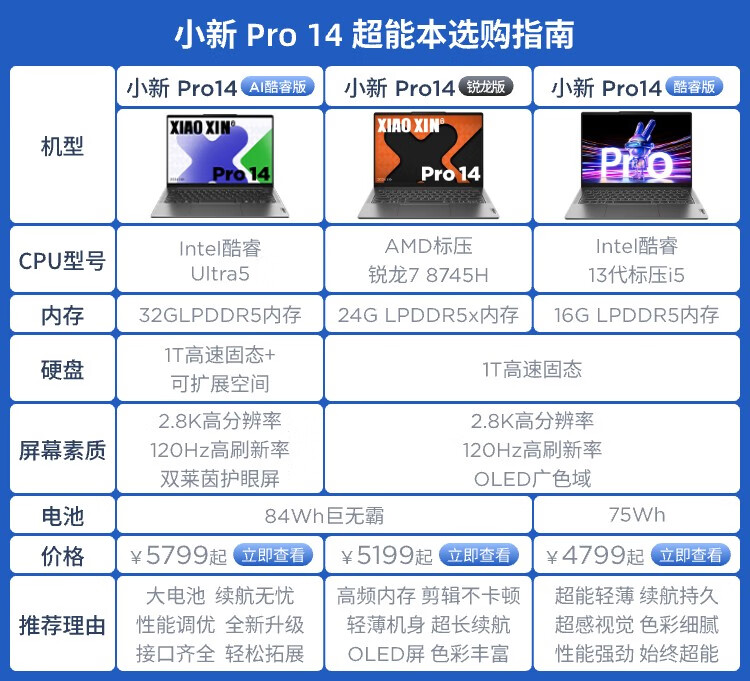 小新 Pro 14 超能本选购指南
机型
小新 Pro14 AI酷睿版
小新 Pro14 锐龙版
小新 Pro14 酷睿版
XIAO XIN
Pro 14
XIAO XIN
Pro 14
Pro
CPU型号
Intel酷睿
Ultra5
AMD标压
锐龙7 8745H
Intel酷睿
13代标压i5
内存
32GLPDDR5内存
24G LPDDR5x内存
16G LPDDR5内存
硬盘
1T高速固态+
可扩展空间
1T高速固态
屏幕素质
2.8K高分辨率
120Hz高刷新率
双莱茵护眼屏
2.8K高分辨率
120Hz高刷新率
OLED广色域
电池
84Wh巨无霸
75Wh
价格
¥5799起 立即查看
¥5199起 立即查看
¥4799起 立即查看
推荐理由
大电池 续航无忧
性能调优 全新升级
接口齐全 轻松拓展
高频内存 剪辑不卡顿
轻薄机身 超长续航
OLED屏 色彩丰富
超能轻薄 续航持久
超感视觉 色彩细腻
性能强劲 始终超能